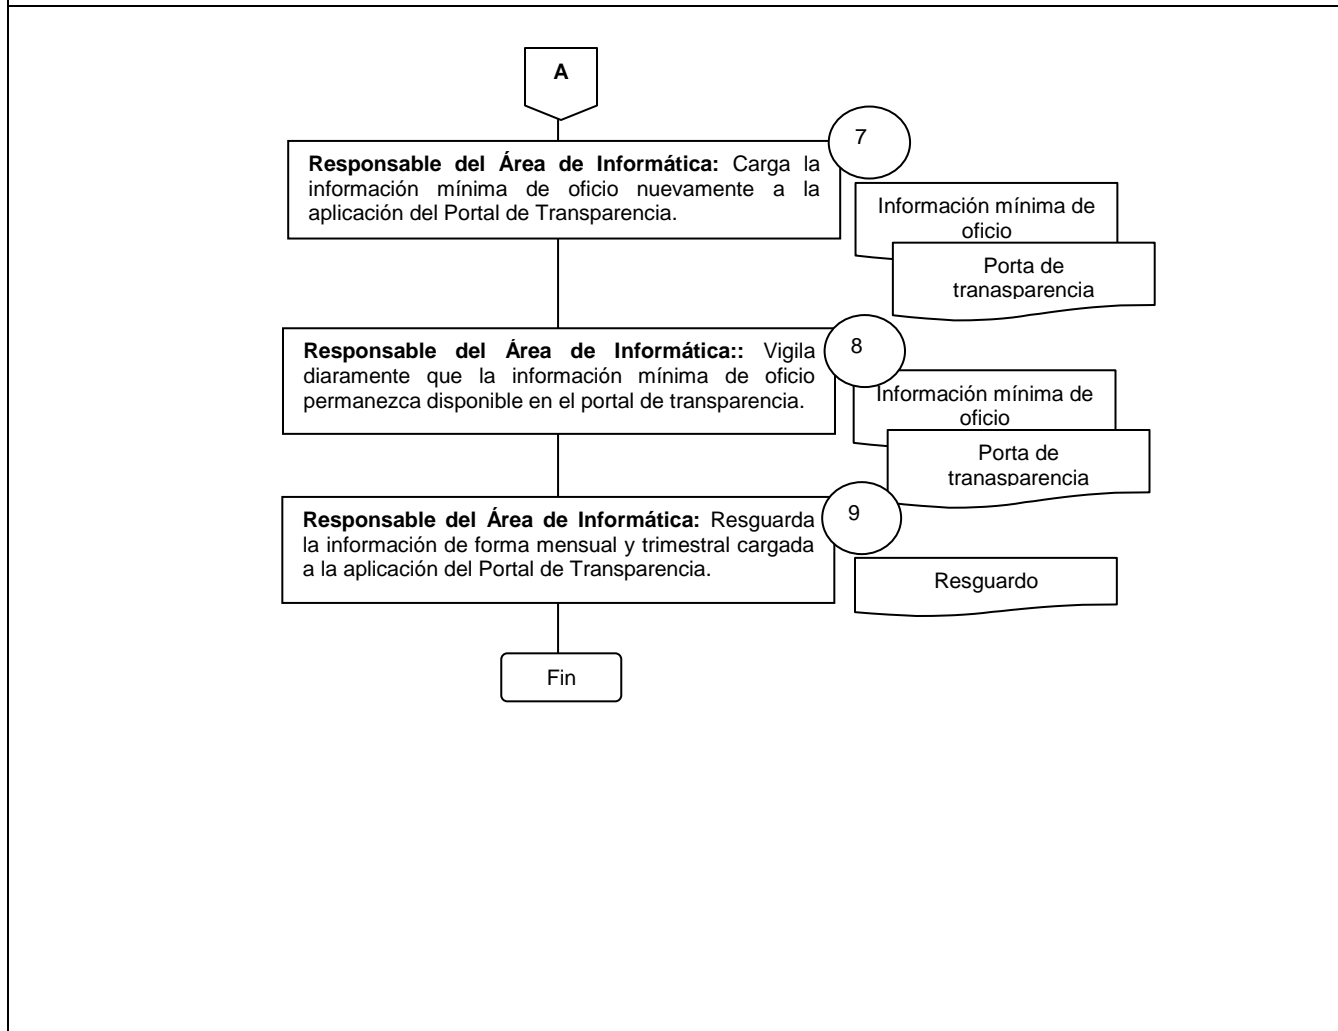 A
7
Responsable del Área de Informática: Carga la
información mínima de oficio nuevamente a la
aplicación del Portal de Transparencia.
Información mínima de
oficio
Porta de
tranasparencia
8
Responsable del Área de Informática:: Vigila
diaramente que la información mínima de oficio
permanezca disponible en el portal de transparencia.
Información mínima de
oficio
Porta de
tranasparencia
9
Responsable del Área de Informática: Resguarda
la información de forma mensual y trimestral cargada
a la aplicación del Portal de Transparencia.
Resguardo
Fin